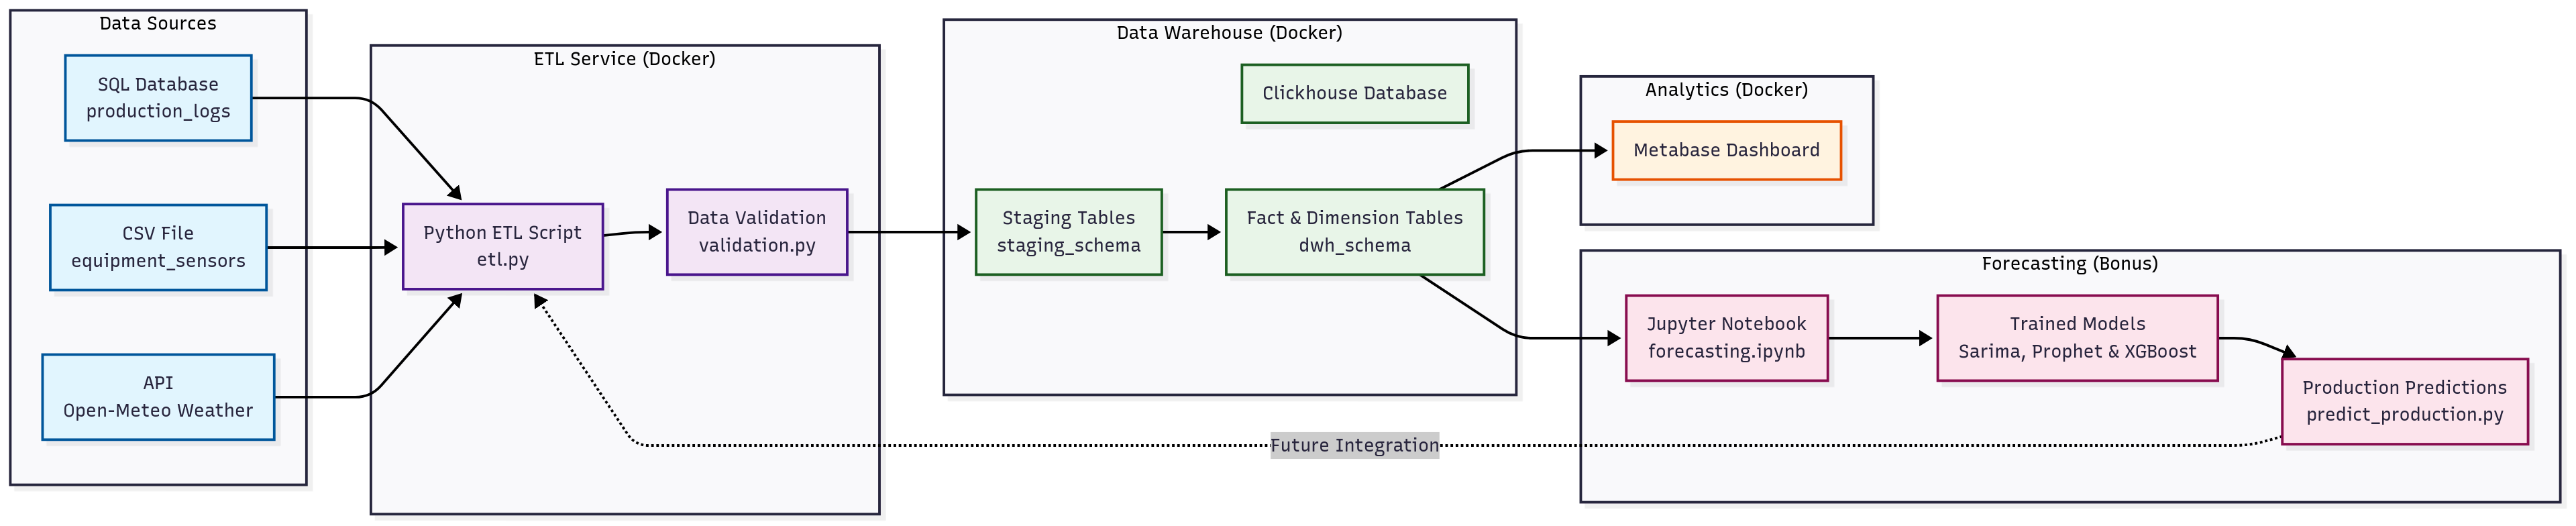 Data Sources
SQL Database
production_logs
CSV File
equipment_sensors
API
Open-Meteo Weather
ETL Service (Docker)
Python ETL Script
etl.py
Data Validation
validation.py
Data Warehouse (Docker)
Clickhouse Database
Staging Tables
staging_schema
Fact & Dimension Tables
dwh_schema
Analytics (Docker)
Metabase Dashboard
Forecasting (Bonus)
Jupyter Notebook
forecasting.ipynb
Trained Models
Sarima, Prophet & XGBoost
Production Predictions
predict_production.py
Future Integration